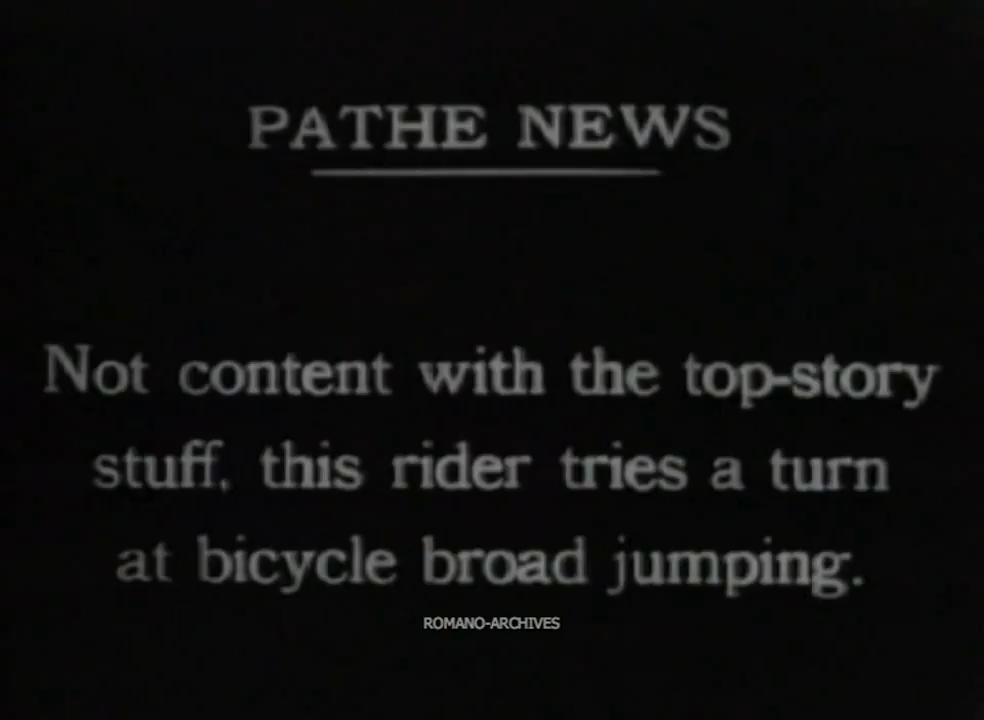 PATHE NEWS
Not content with the top-story
stuff, this rider tries a turn
at bicycle broad jumping.
ROMANO-ARCHIVES